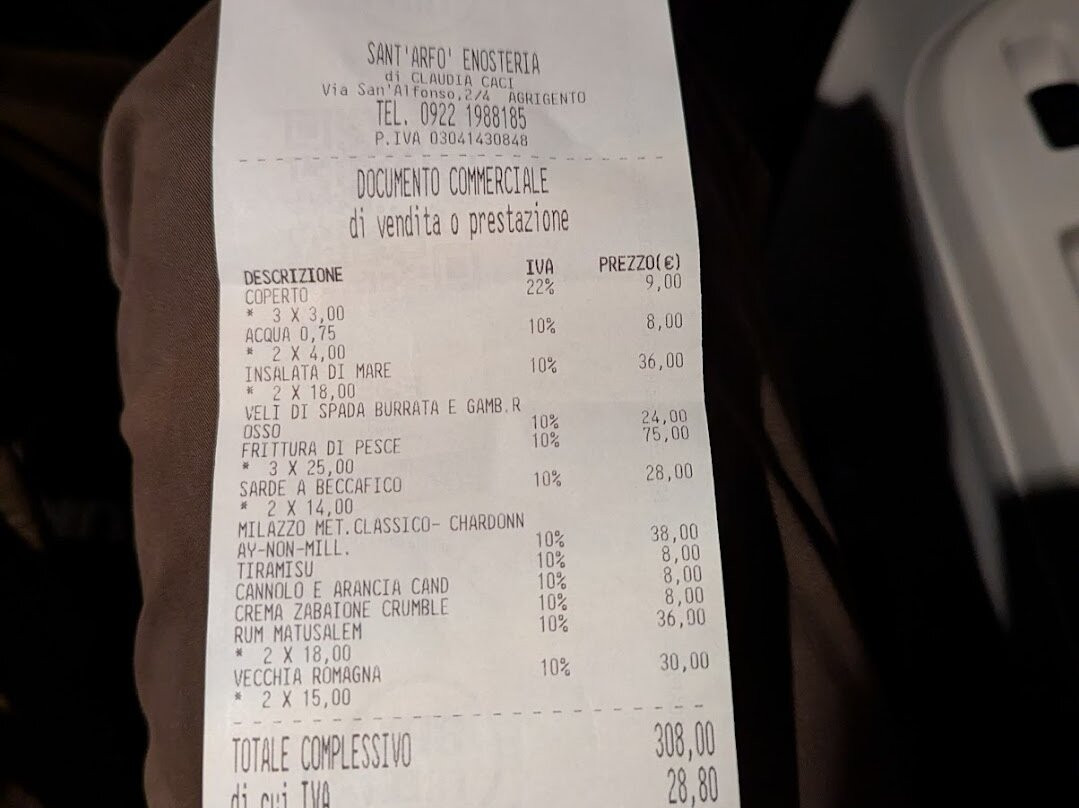 SANT'ARFO' ENOSTERIA
di CLAUDIA CACI
Via San'Alfonso,2/4 AGRIGENTO
TEL. 0922 1988185
P.IVA 03041430848
DOCUMENTO COMMERCIALE
di vendita o prestazione
DESCRIZIONE IVA PREZZO(€)
COPERTO 22% 9,00
* 3 X 3,00
ACQUA 0,75 10% 8,00
* 2 X 4,00
INSALATA DI MARE 10% 36,00
* 2 X 18,00
VELI DI SPADA BURRATA E GAMB.R
OSSO 10% 24,00
FRITTURA DI PESCE 10% 75,00
* 3 X 25,00
SARDE A BECCAFICO 10% 28,00
* 2 X 14,00
MILAZZO MET.CLASSICO- CHARDONN
AY-NON-MILL. 10% 38,00
TIRAMISU 10% 8,00
CANNOLO E ARANCIA CAND 10% 8,00
CREMA ZABAIONE CRUMBLE 10% 8,00
RUM MATUSALEM 10% 36,00
* 2 X 18,00
VECCHIA ROMAGNA 10% 30,00
* 2 X 15,00
TOTALE COMPLESSIVO 308,00
di cui IVA 28,80